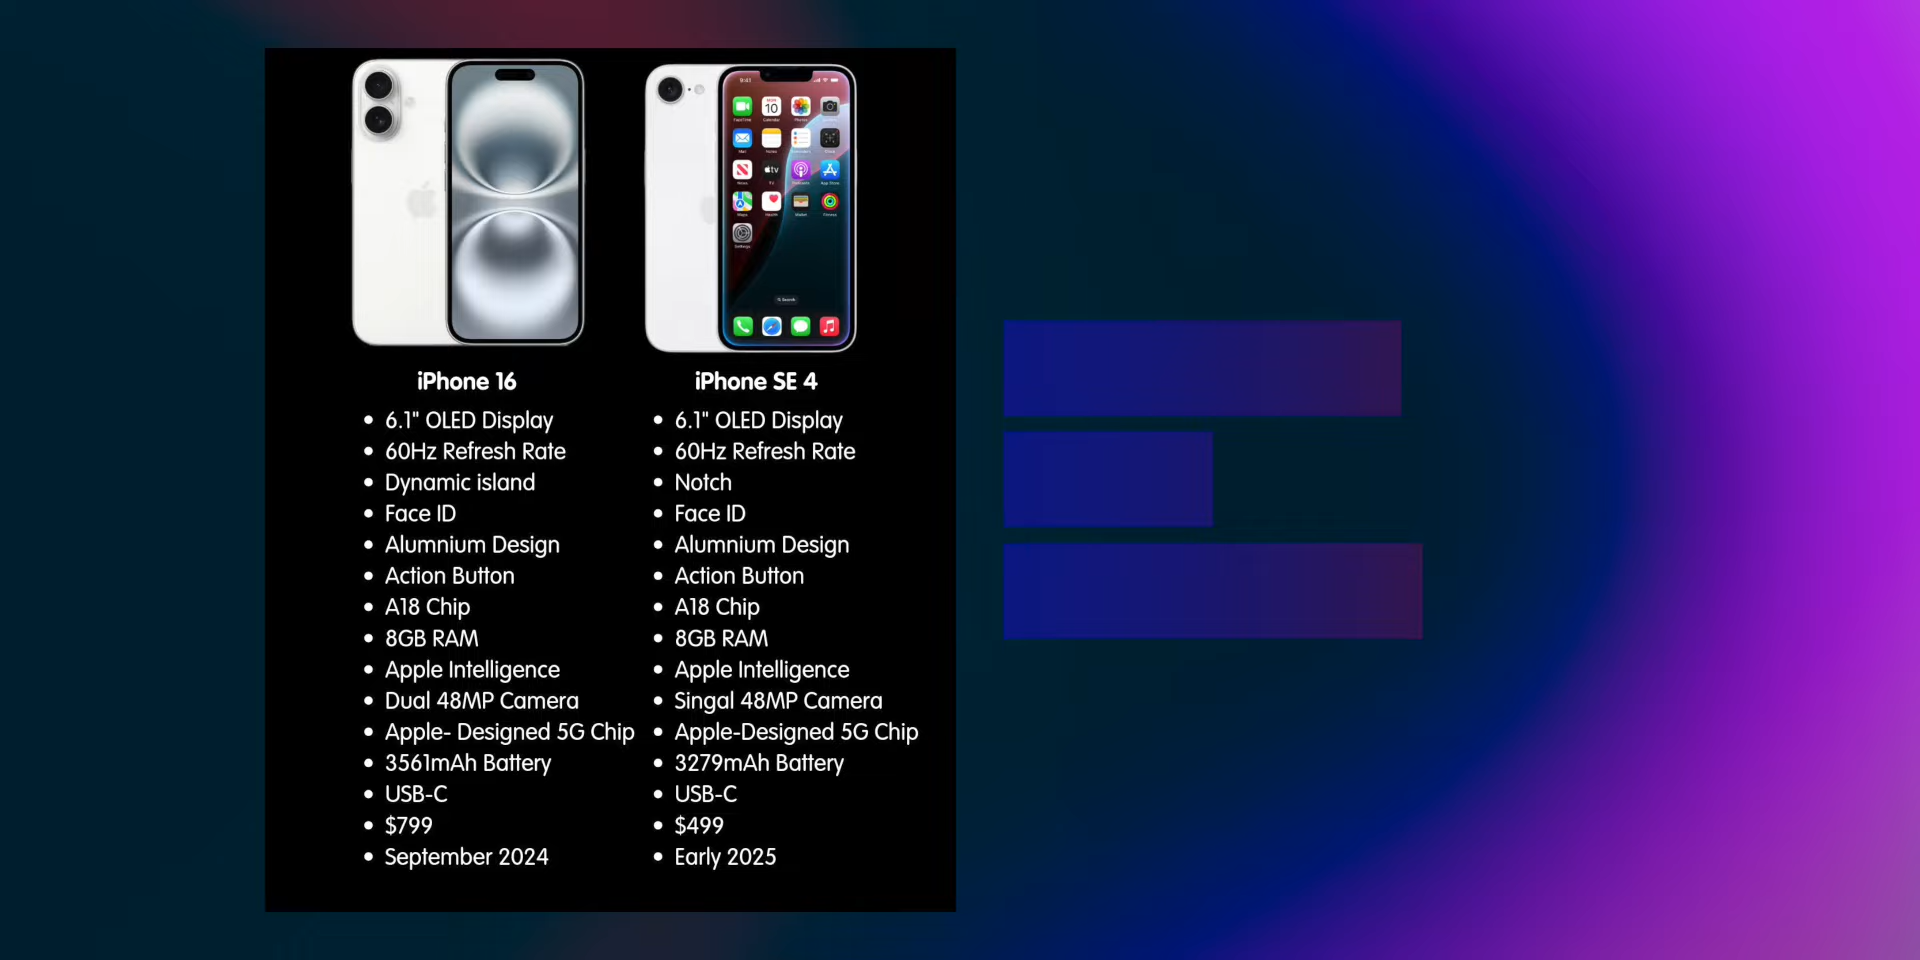 9:41
iPhone 16
6.1" OLED Display
60Hz Refresh Rate
Dynamic island
Face ID
Alumnium Design
Action Button
A18 Chip
8GB RAM
Apple Intelligence
Dual 48MP Camera
Apple- Designed 5G Chip
3561mAh Battery
USB-C
$799
September 2024
iPhone SE 4
6.1" OLED Display
60Hz Refresh Rate
Notch
Face ID
Alumnium Design
Action Button
A18 Chip
8GB RAM
Apple Intelligence
Singal 48MP Camera
Apple-Designed 5G Chip
3279mAh Battery
USB-C
$499
Early 2025